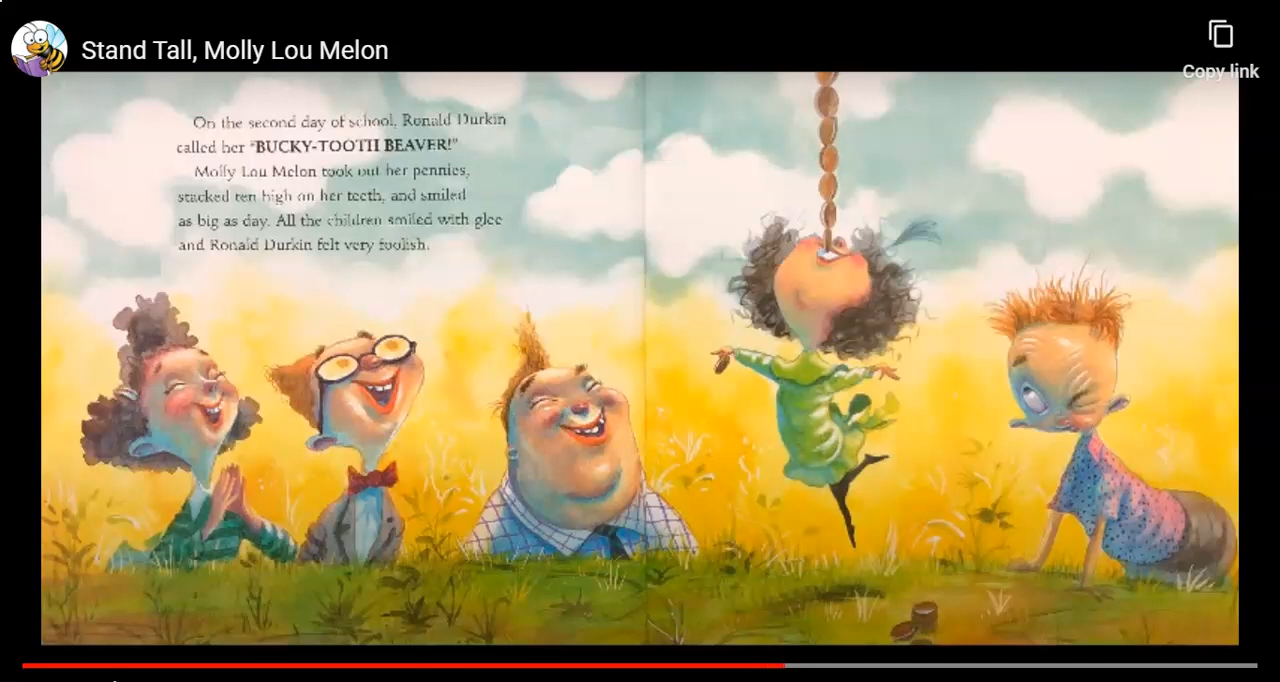 Stand Tall, Molly Lou Melon
Copy link
On the second day of school, Ronald Durkin
called her "BUCKY-TOOTH BEAVER!"
Molly Lou Melon took out her pennies,
stacked ten high on her teeth, and smiled
as big as day. All the children smiled with glee
and Ronald Durkin felt very foolish.